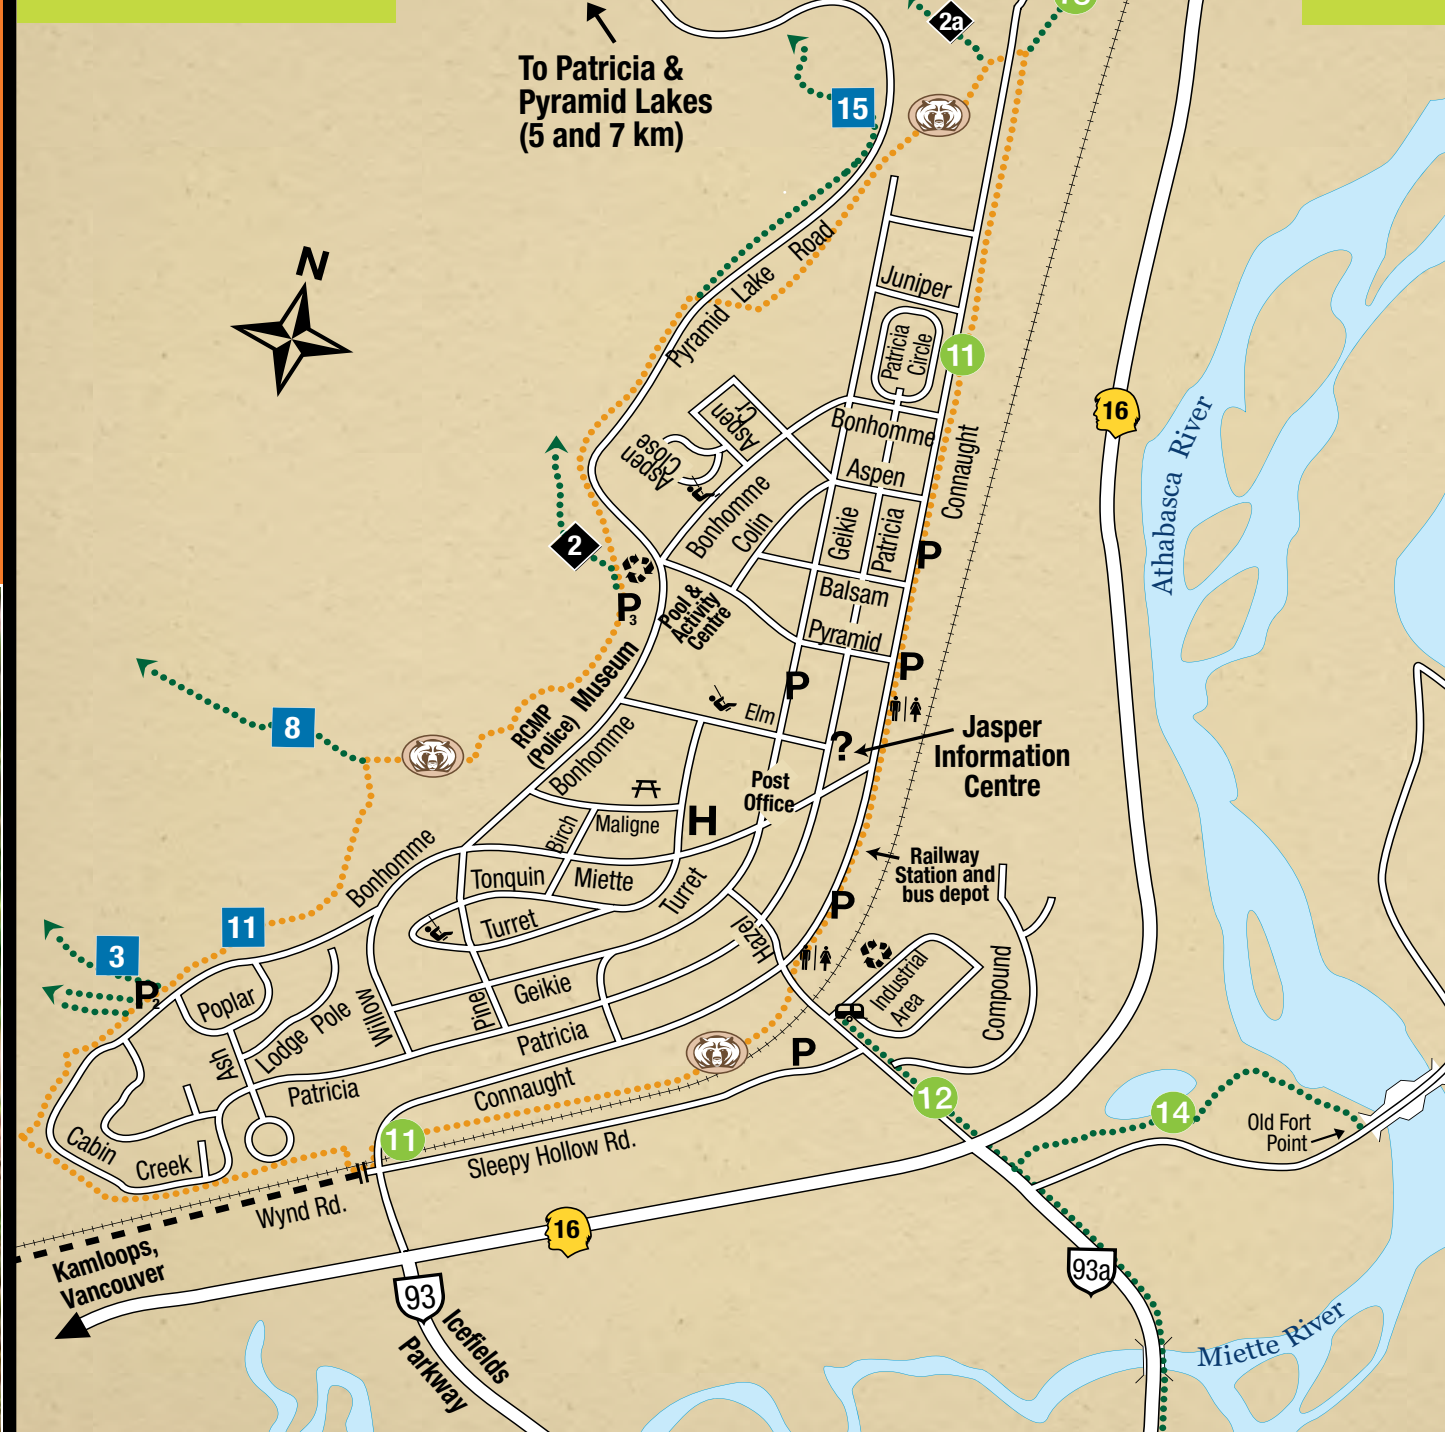 2a
To Patricia &
Pyramid Lakes
(5 and 7 km)
15
N
Pyramid Lake Road
Juniper
Patricia
Circle
11
16
Bonhomme
Aspen
Cr
Aspen
Close
Aspen
Connaught
Athabasca River
Bonhomme
Colin
Geikie
Patricia
P
2
P3
Pool &
Activity
Centre
Balsam
Pyramid
P
P
RCMP
(Police) Museum
8
Elm
?
Jasper
Information
Centre
Bonhomme
Post
Office
H
Birch
Maligne
Railway
Station and
bus depot
Bonhomme
Tonquin
Miette
Turret
Turret
P
11
3
P2
Hazel
Industrial
Area
Compound
Poplar
Lodge Pole
Willow
Pine
Geikie
Patricia
Ash
Patricia
P
Connaught
12
14
Old Fort
Point
Cabin
Creek
11
Sleepy Hollow Rd.
Wynd Rd.
16
Kamloops,
Vancouver
93
93a
Icefields
Parkway
Miette River